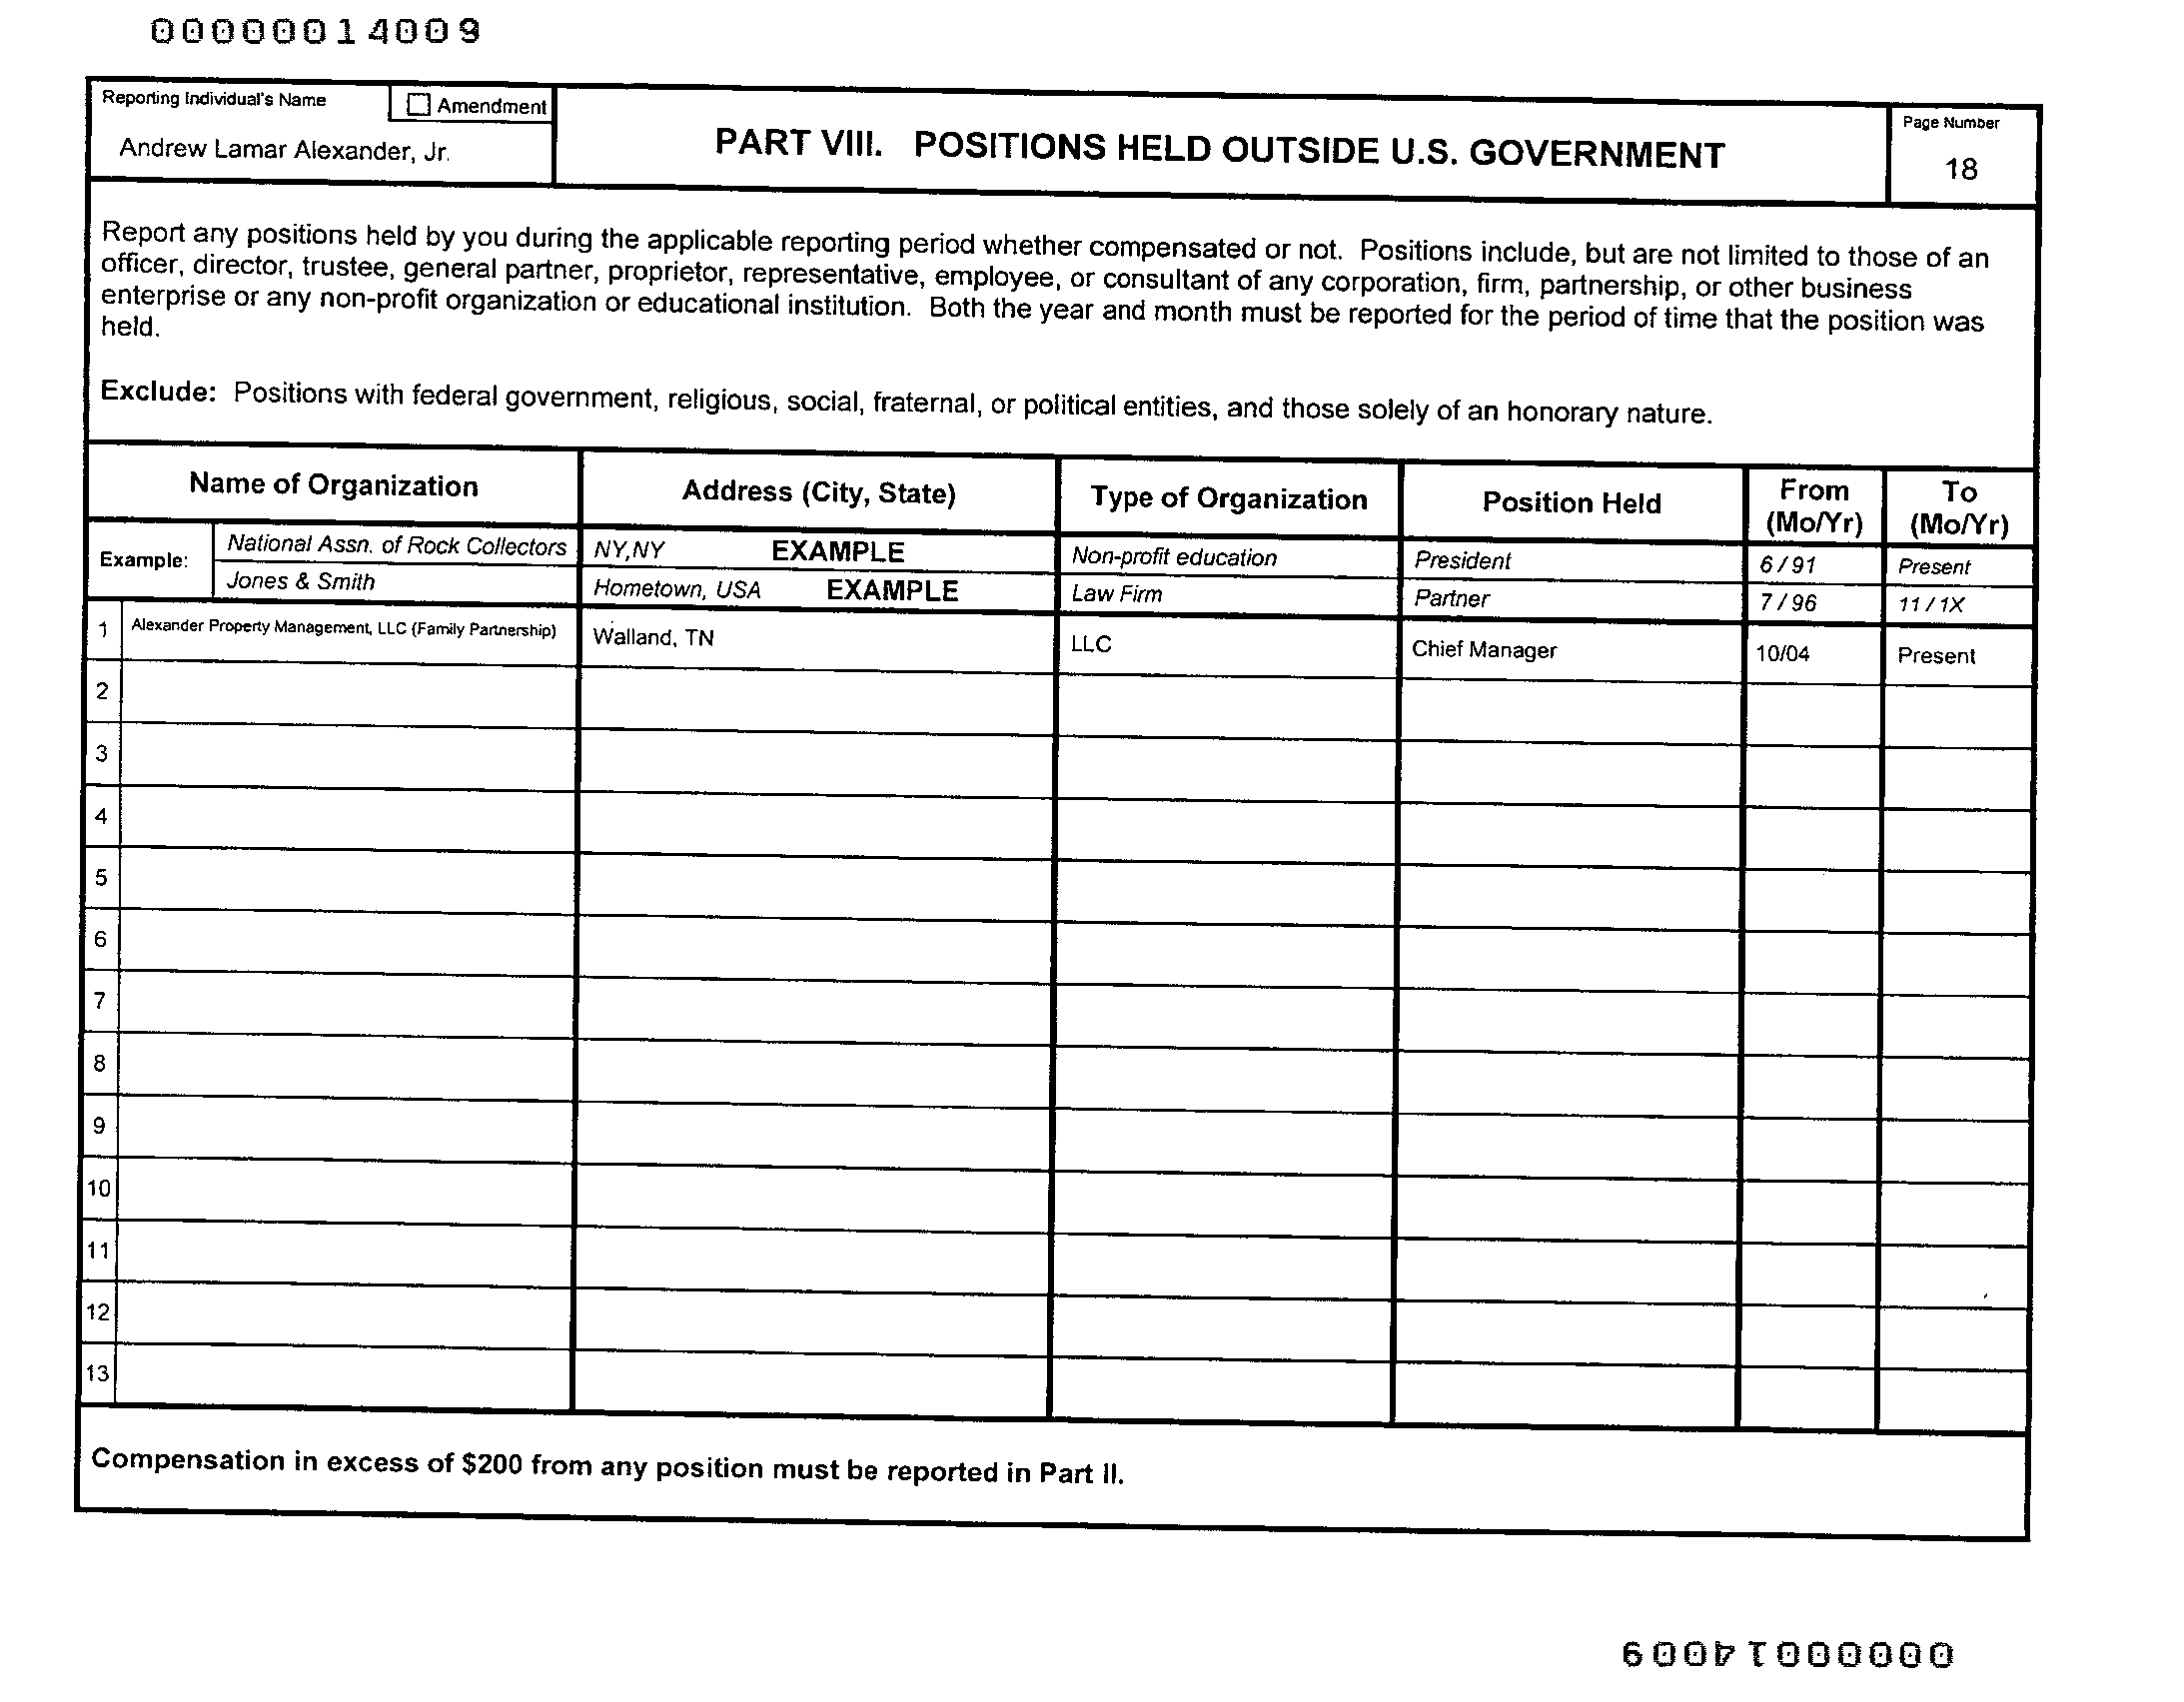 00000014009
Reporting Individual's Name
☐ Amendment
Andrew Lamar Alexander, Jr.
PART VIII. POSITIONS HELD OUTSIDE U.S. GOVERNMENT
Page Number
18
Report any positions held by you during the applicable reporting period whether compensated or not. Positions include, but are not limited to those of an
officer, director, trustee, general partner, proprietor, representative, employee, or consultant of any corporation, firm, partnership, or other business
enterprise or any non-profit organization or educational institution. Both the year and month must be reported for the period of time that the position was
held.
Exclude: Positions with federal government, religious, social, fraternal, or political entities, and those solely of an honorary nature.
Name of Organization Address (City, State) Type of Organization Position Held From (Mo/Yr) To (Mo/Yr)
Example: National Assn. of Rock Collectors NY,NY EXAMPLE Non-profit education President 6 / 91 Present
Jones & Smith Hometown, USA EXAMPLE Law Firm Partner 7 / 96 11 / 1X
1 Alexander Property Management, LLC (Family Partnership) Walland, TN LLC Chief Manager 10/04 Present
2
3
4
5
6
7
8
9
10
11
12
13
Compensation in excess of $200 from any position must be reported in Part II.
00000014009